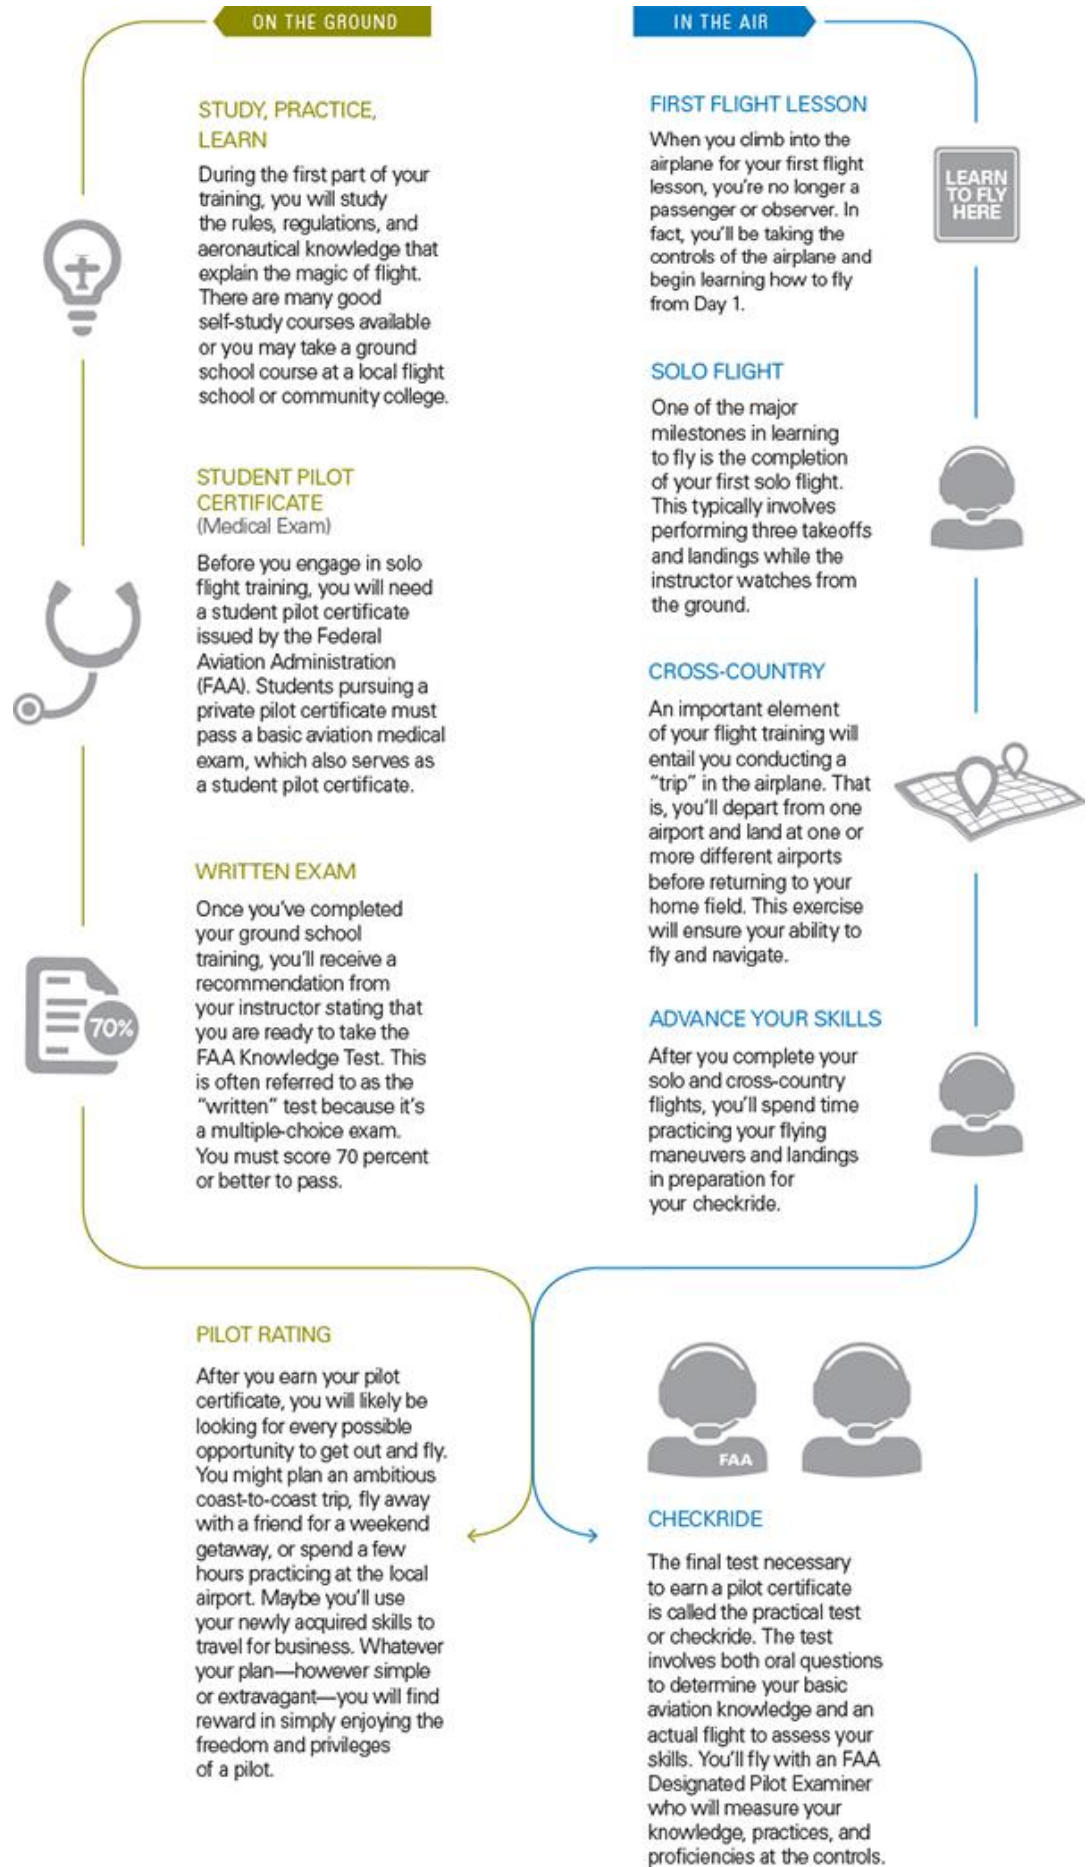 ON THE GROUND
STUDY, PRACTICE,
LEARN
During the first part of your
training, you will study
the rules, regulations, and
aeronautical knowledge that
explain the magic of flight.
There are many good
self-study courses available
or you may take a ground
school course at a local flight
school or community college.
STUDENT PILOT
CERTIFICATE
(Medical Exam)
Before you engage in solo
flight training, you will need
a student pilot certificate
issued by the Federal
Aviation Administration
(FAA). Students pursuing a
private pilot certificate must
pass a basic aviation medical
exam, which also serves as
a student pilot certificate.
WRITTEN EXAM
Once you've completed
your ground school
training, you'll receive a
recommendation from
your instructor stating that
you are ready to take the
FAA Knowledge Test. This
is often referred to as the
"written" test because it's
a multiple-choice exam.
You must score 70 percent
or better to pass.
70%
IN THE AIR
FIRST FLIGHT LESSON
When you climb into the
airplane for your first flight
lesson, you're no longer a
passenger or observer. In
fact, you'll be taking the
controls of the airplane and
begin learning how to fly
from Day 1.
LEARN
TO FLY
HERE
SOLO FLIGHT
One of the major
milestones in learning
to fly is the completion
of your first solo flight.
This typically involves
performing three takeoffs
and landings while the
instructor watches from
the ground.
CROSS-COUNTRY
An important element
of your flight training will
entail you conducting a
"trip" in the airplane. That
is, you'll depart from one
airport and land at one or
more different airports
before returning to your
home field. This exercise
will ensure your ability to
fly and navigate.
ADVANCE YOUR SKILLS
After you complete your
solo and cross-country
flights, you'll spend time
practicing your flying
maneuvers and landings
in preparation for
your checkride.
PILOT RATING
After you earn your pilot
certificate, you will likely be
looking for every possible
opportunity to get out and fly.
You might plan an ambitious
coast-to-coast trip, fly away
with a friend for a weekend
getaway, or spend a few
hours practicing at the local
airport. Maybe you'll use
your newly acquired skills to
travel for business. Whatever
your plan—however simple
or extravagant—you will find
reward in simply enjoying the
freedom and privileges
of a pilot.
FAA
CHECKRIDE
The final test necessary
to earn a pilot certificate
is called the practical test
or checkride. The test
involves both oral questions
to determine your basic
aviation knowledge and an
actual flight to assess your
skills. You'll fly with an FAA
Designated Pilot Examiner
who will measure your
knowledge, practices, and
proficiencies at the controls.